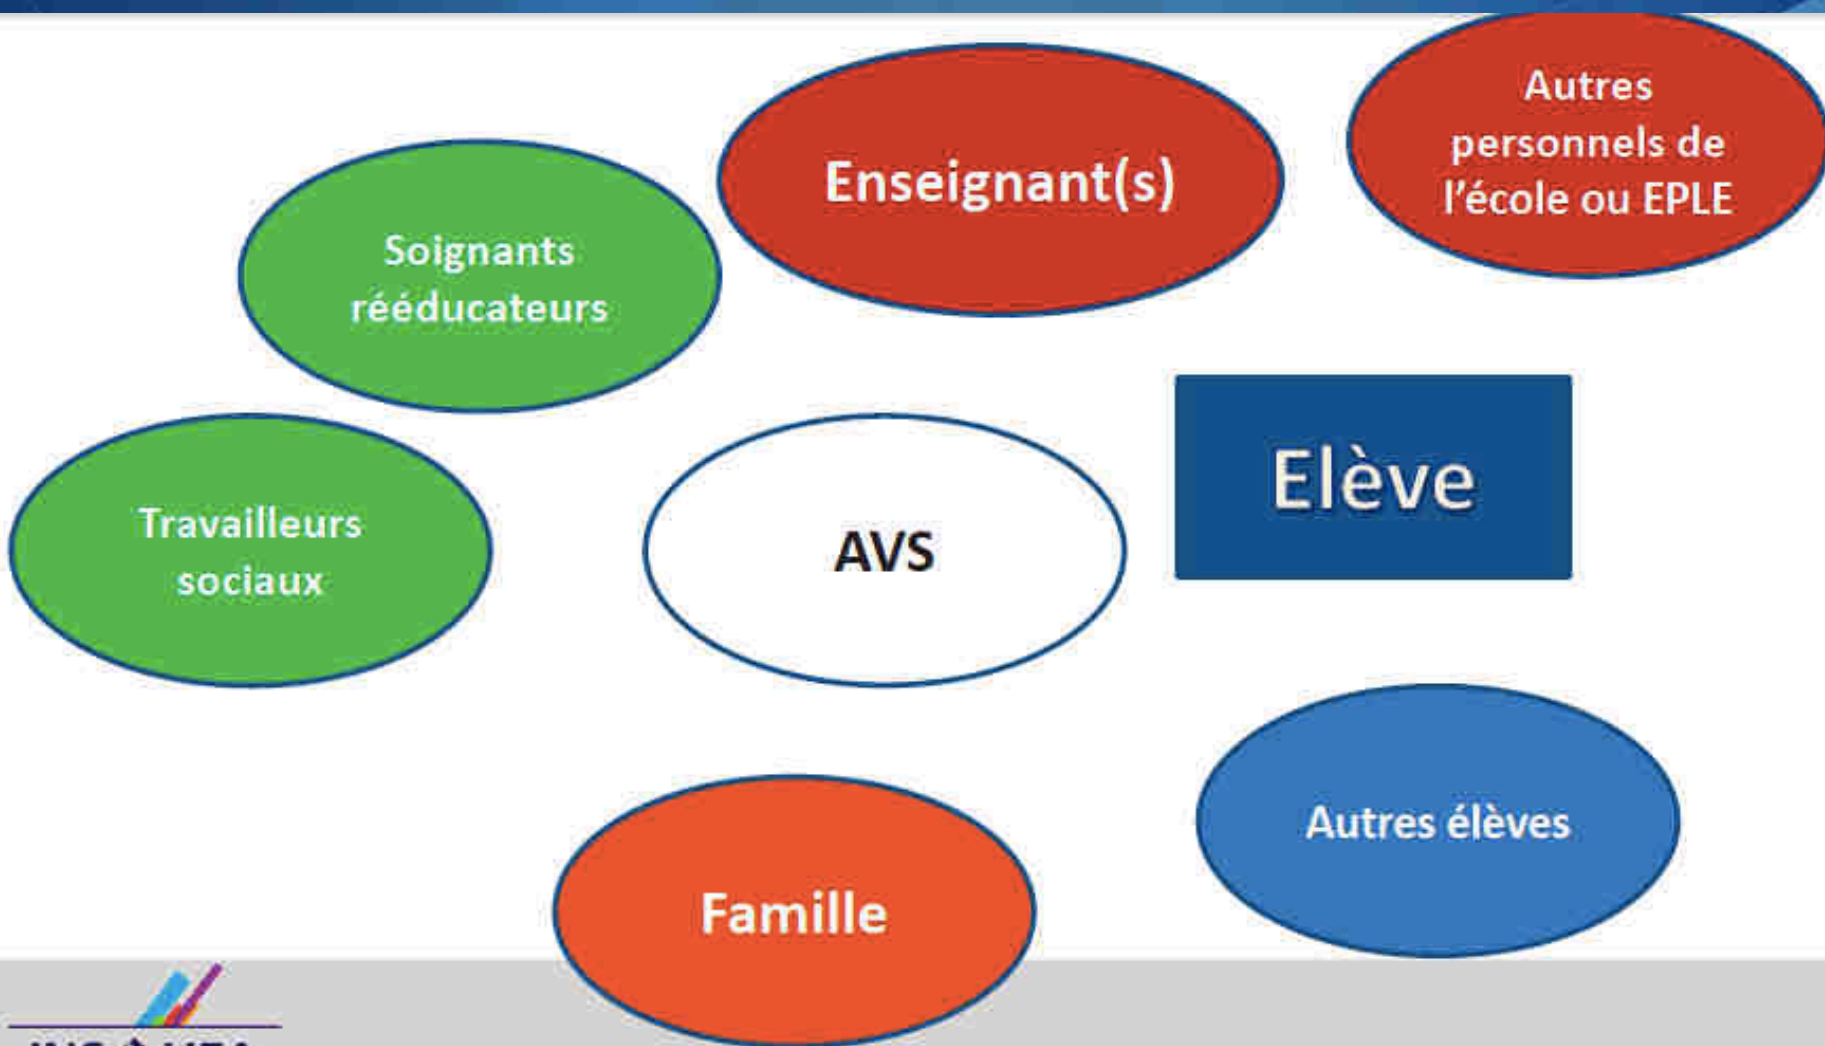 Enseignant(s)
Autres
personnels de
l'école ou EPLE
Soignants
rééducateurs
Elève
Travailleurs
sociaux
AVS
Autres élèves
Famille